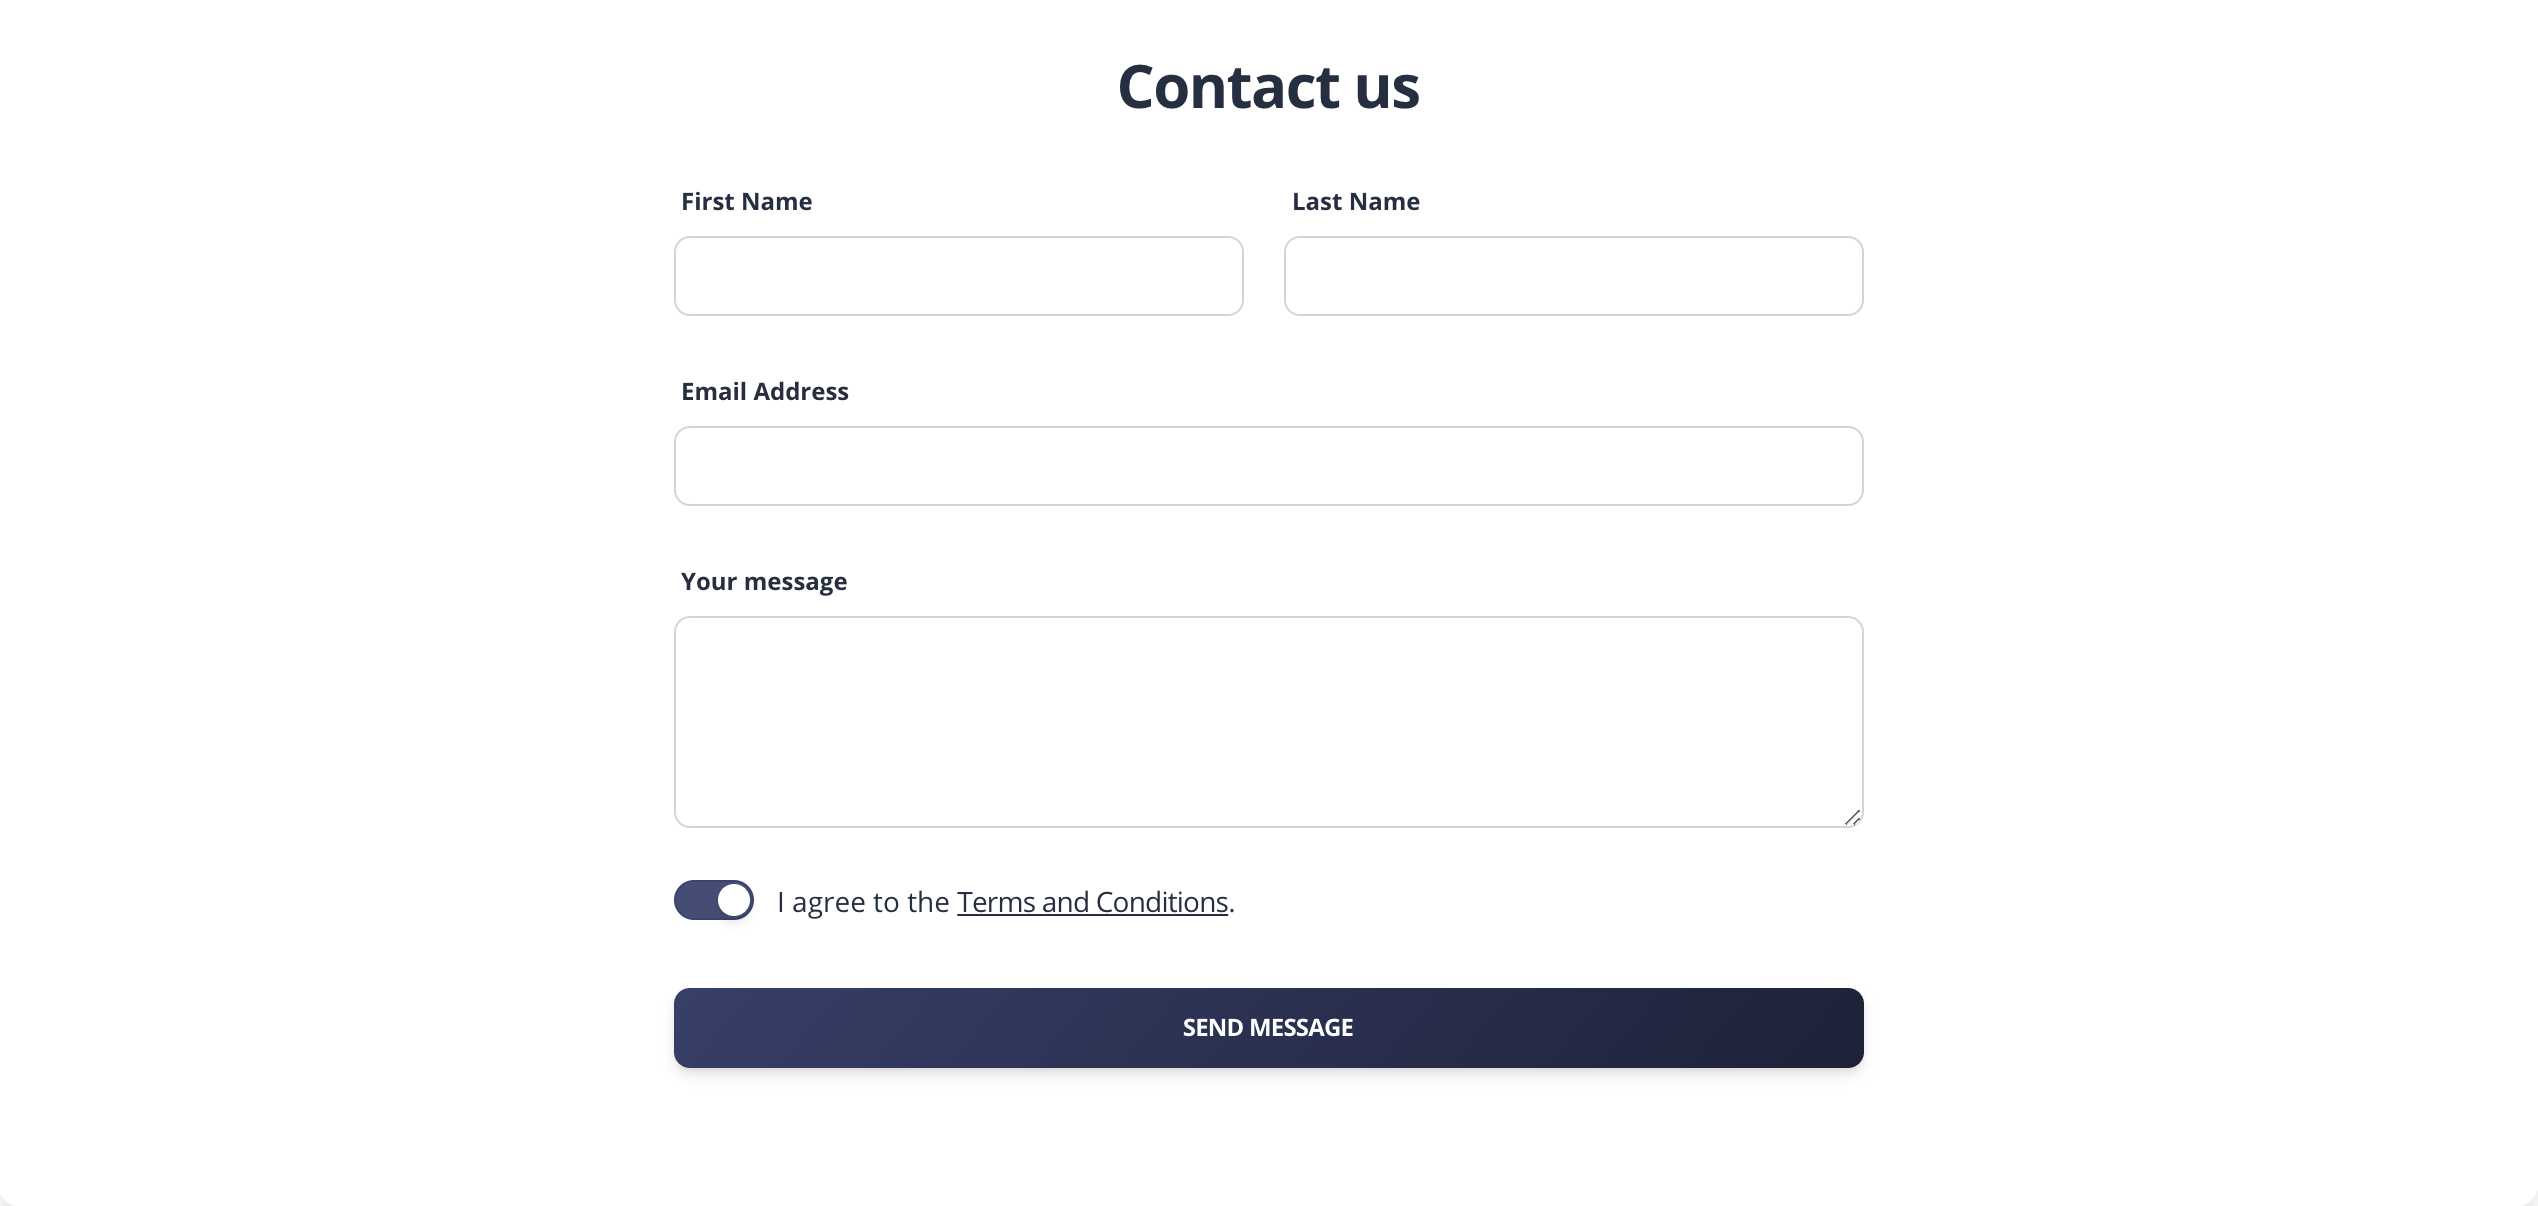 Contact us
First Name
Last Name
Email Address
Your message
I agree to the Terms and Conditions.
SEND MESSAGE